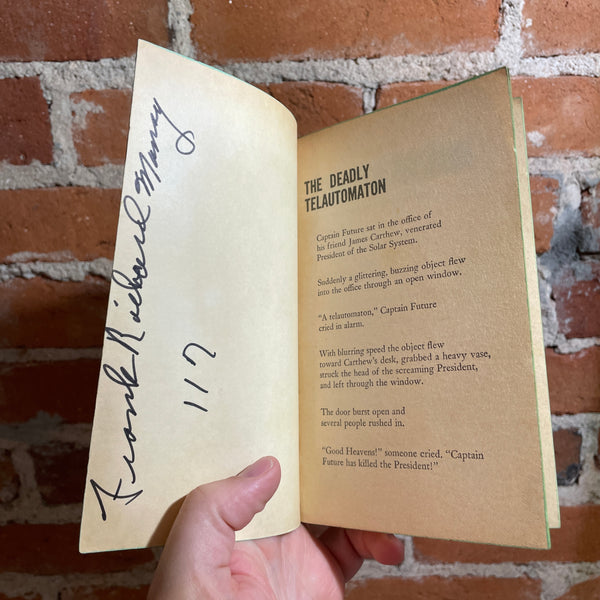 Frank Richard Muncy
117
THE DEADLY
TELAUTOMATON
Captain Future sat in the office of
his friend James Carthew, venerated
President of the Solar System.
Suddenly a glittering, buzzing object flew
into the office through an open window.
"A telautomaton," Captain Future
cried in alarm.
With blurring speed the object flew
toward Carthew's desk, grabbed a heavy vase,
struck the head of the screaming President,
and left through the window.
The door burst open and
several people rushed in.
"Good Heavens!" someone cried. "Captain
Future has killed the President!"